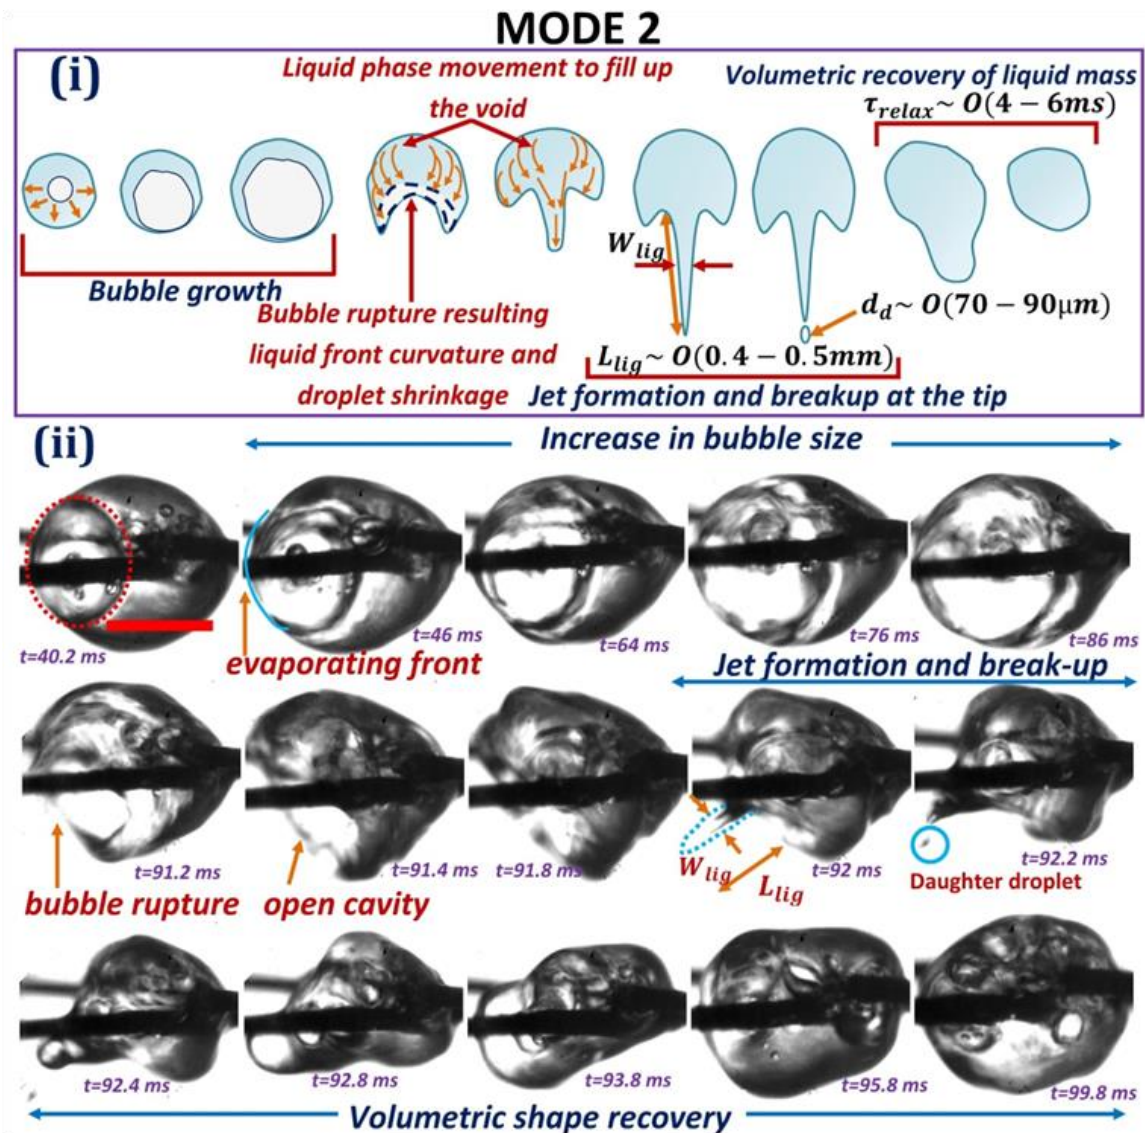 MODE 2
(i)
Liquid phase movement to fill up
the void
Volumetric recovery of liquid mass
τrelax~ O(4 − 6ms)
Wlig
Bubble growth
dd~ O(70 − 90μm)
Bubble rupture resulting
liquid front curvature and
droplet shrinkage
Llig~ O(0.4 − 0.5mm)
Jet formation and breakup at the tip
(ii)
Increase in bubble size
t=40.2 ms
t=46 ms
t=64 ms
t=76 ms
t=86 ms
evaporating front
Jet formation and break-up
t=91.2 ms
t=91.4 ms
t=91.8 ms
t=92 ms
t=92.2 ms
Wlig
Llig
Daughter droplet
bubble rupture
open cavity
t=92.4 ms
t=92.8 ms
t=93.8 ms
t=95.8 ms
t=99.8 ms
Volumetric shape recovery